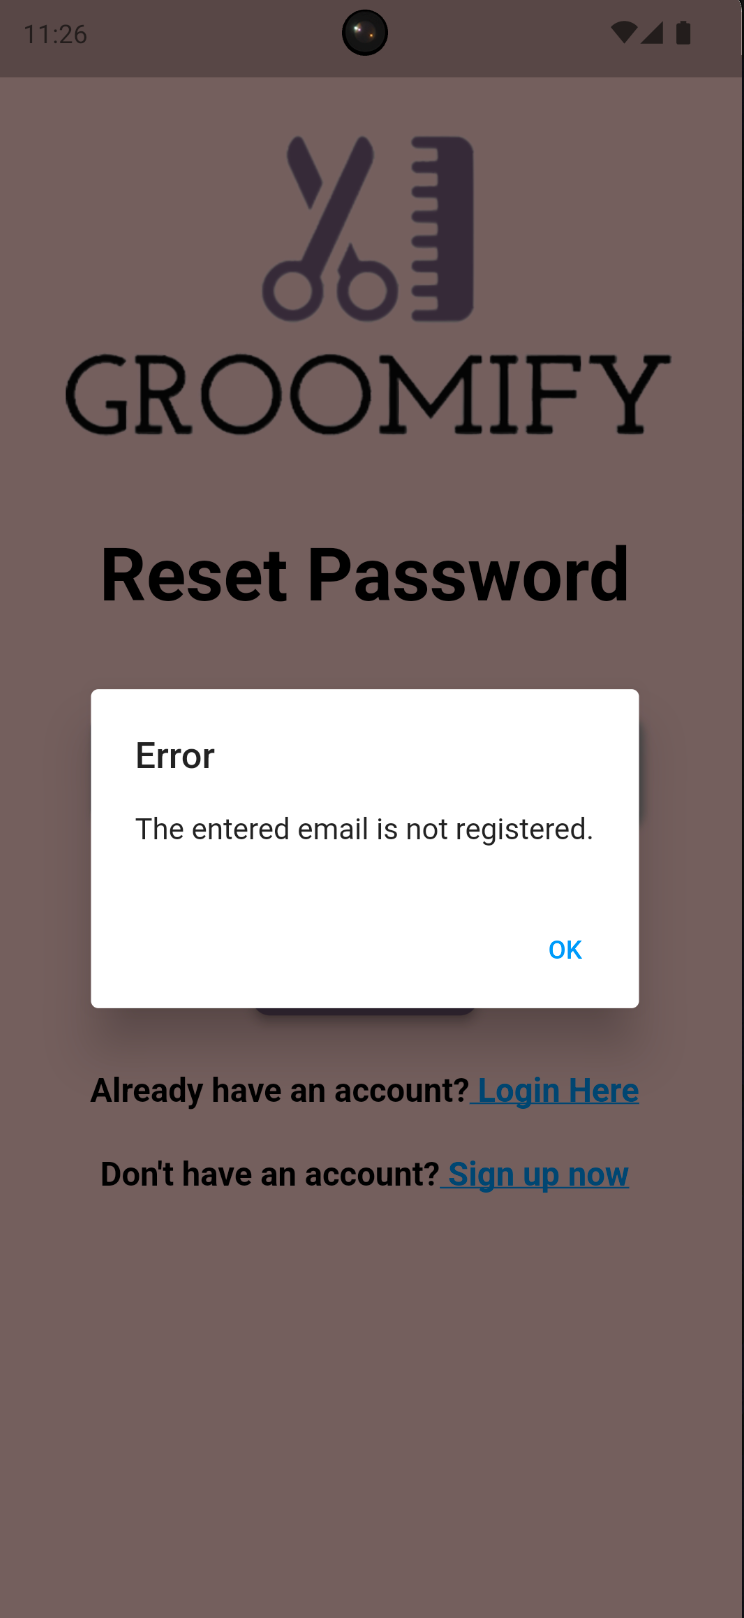 11:26
GROOMIFY
Reset Password
Error
The entered email is not registered.
OK
Already have an account? Login Here
Don't have an account? Sign up now